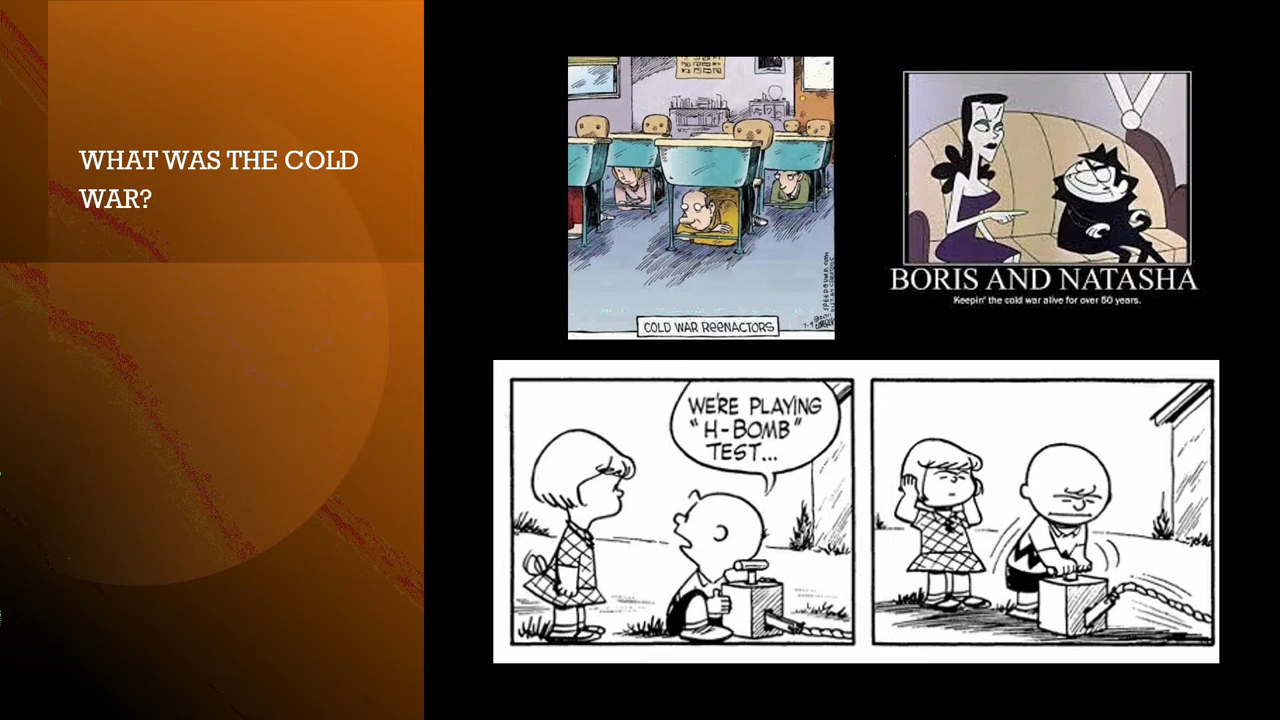 WHAT WAS THE COLD
WAR?
COLD WAR REENACTORS
BORIS AND NATASHA
Keepin' the cold war alive for over 50 years.
WE'RE PLAYING
"H-BOMB"
TEST...